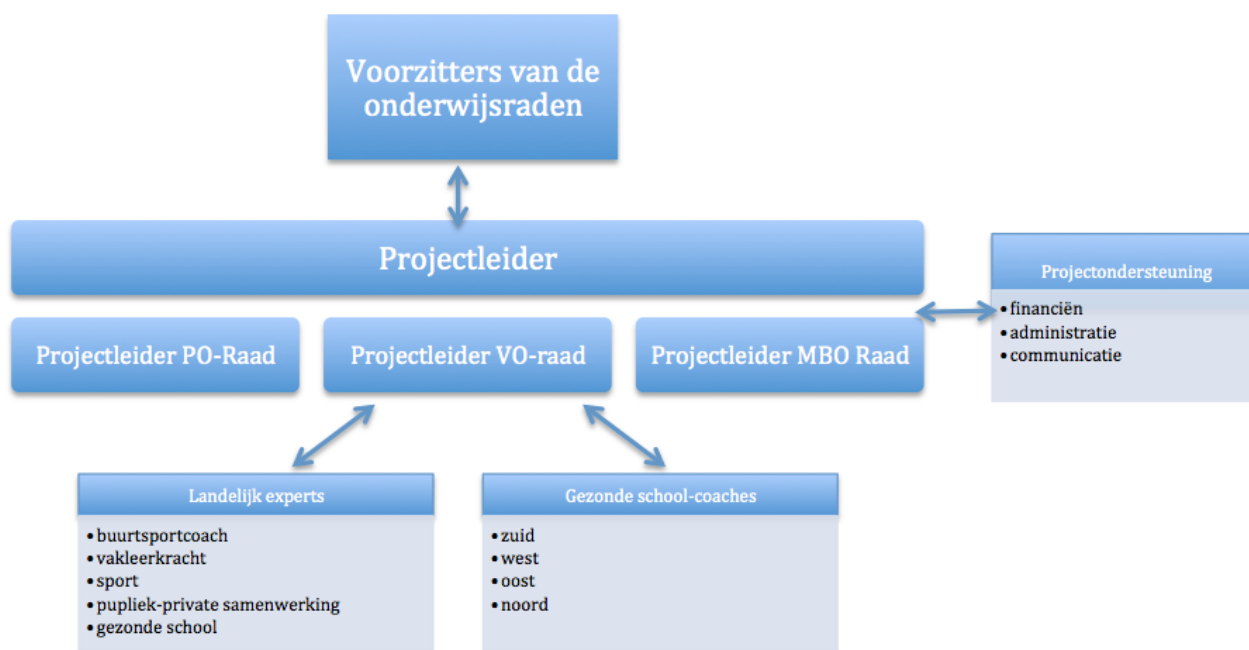 Voorzitters van de
onderwijsraden
Projectleider
Projectondersteuning
• financiën
• administratie
• communicatie
Projectleider PO-Raad
Projectleider VO-raad
Projectleider MBO Raad
Landelijk experts
• buurtsportcoach
• vakleerkracht
• sport
• pupliek-private samenwerking
• gezonde school
Gezonde school-coaches
• zuid
• west
• oost
• noord